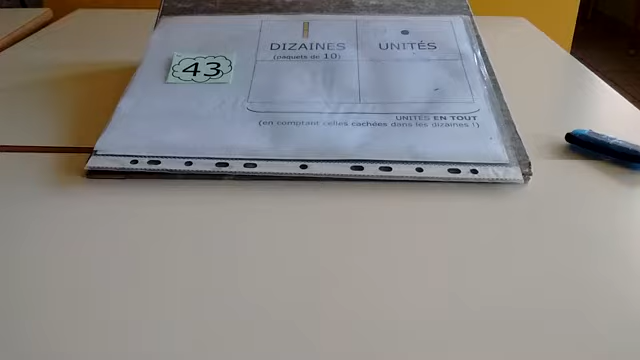 43
DIZAINES
(paquets de 10)
UNITÉS
UNITÉS EN TOUT
(en comptant celles cachées dans les dizaines !)